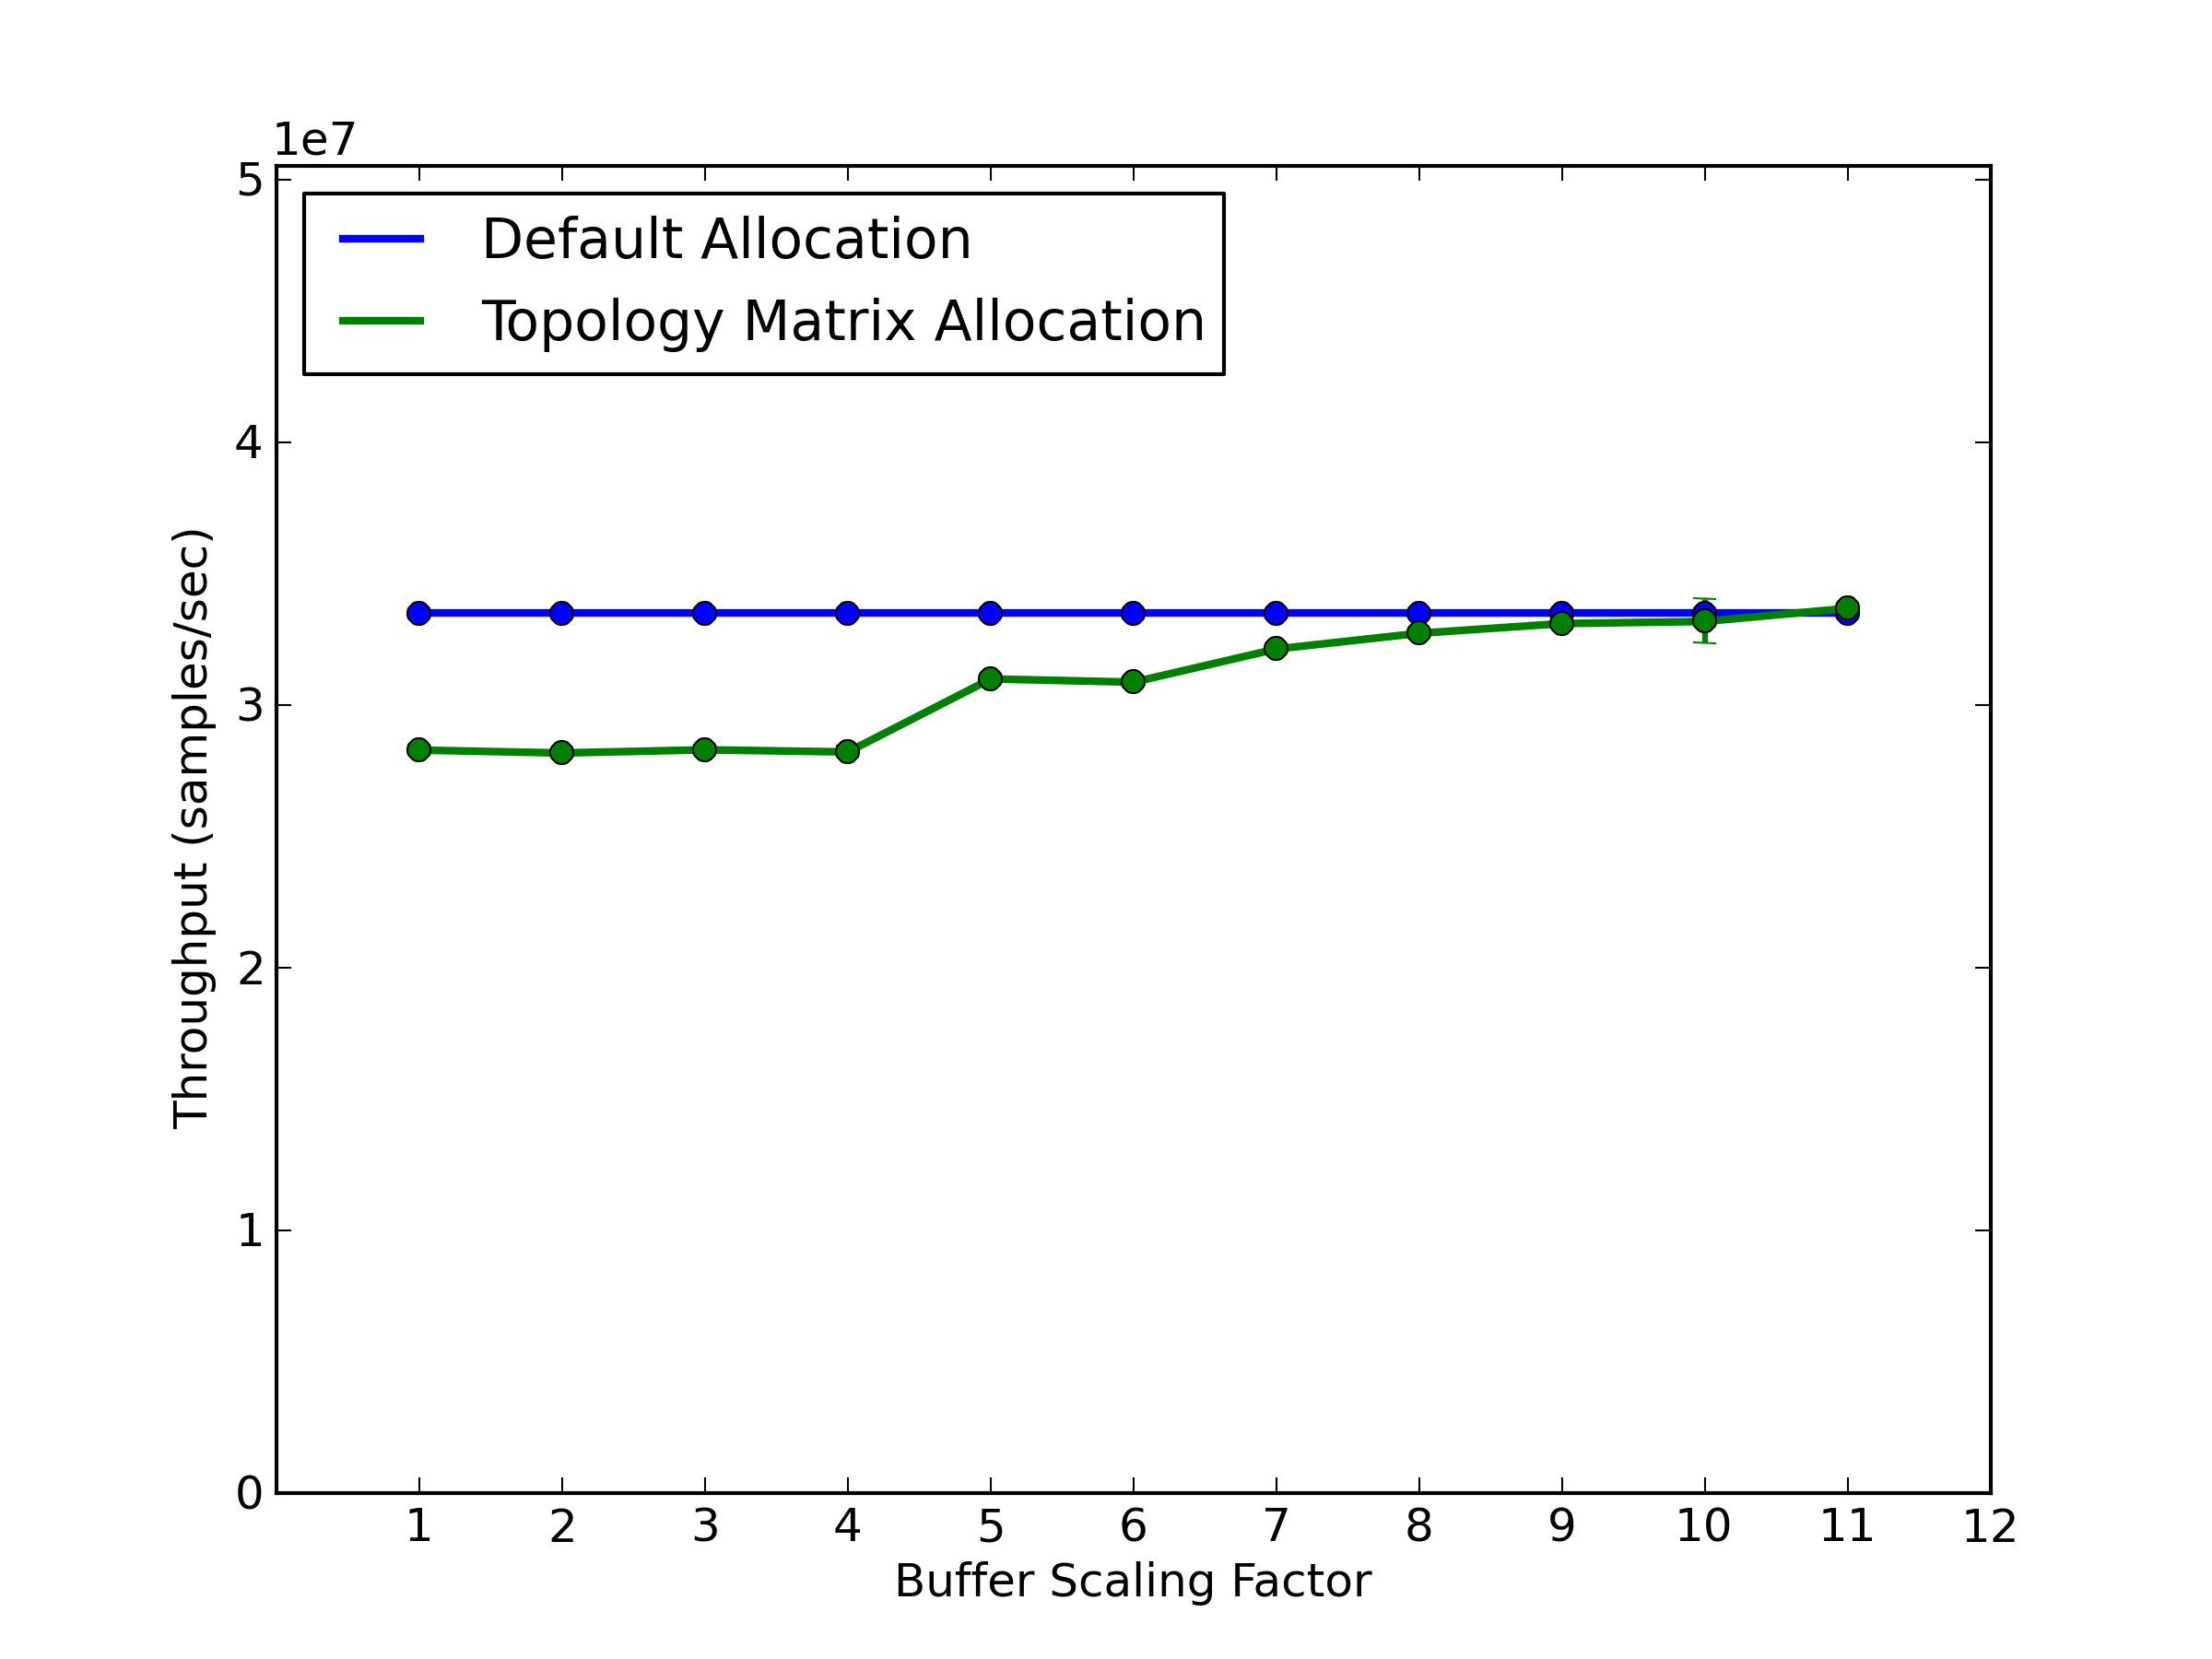 1e7
5
Default Allocation
Topology Matrix Allocation
4
3
2
1
0
Throughput (samples/sec)
1 2 3 4 5 6 7 8 9 10 11 12
Buffer Scaling Factor